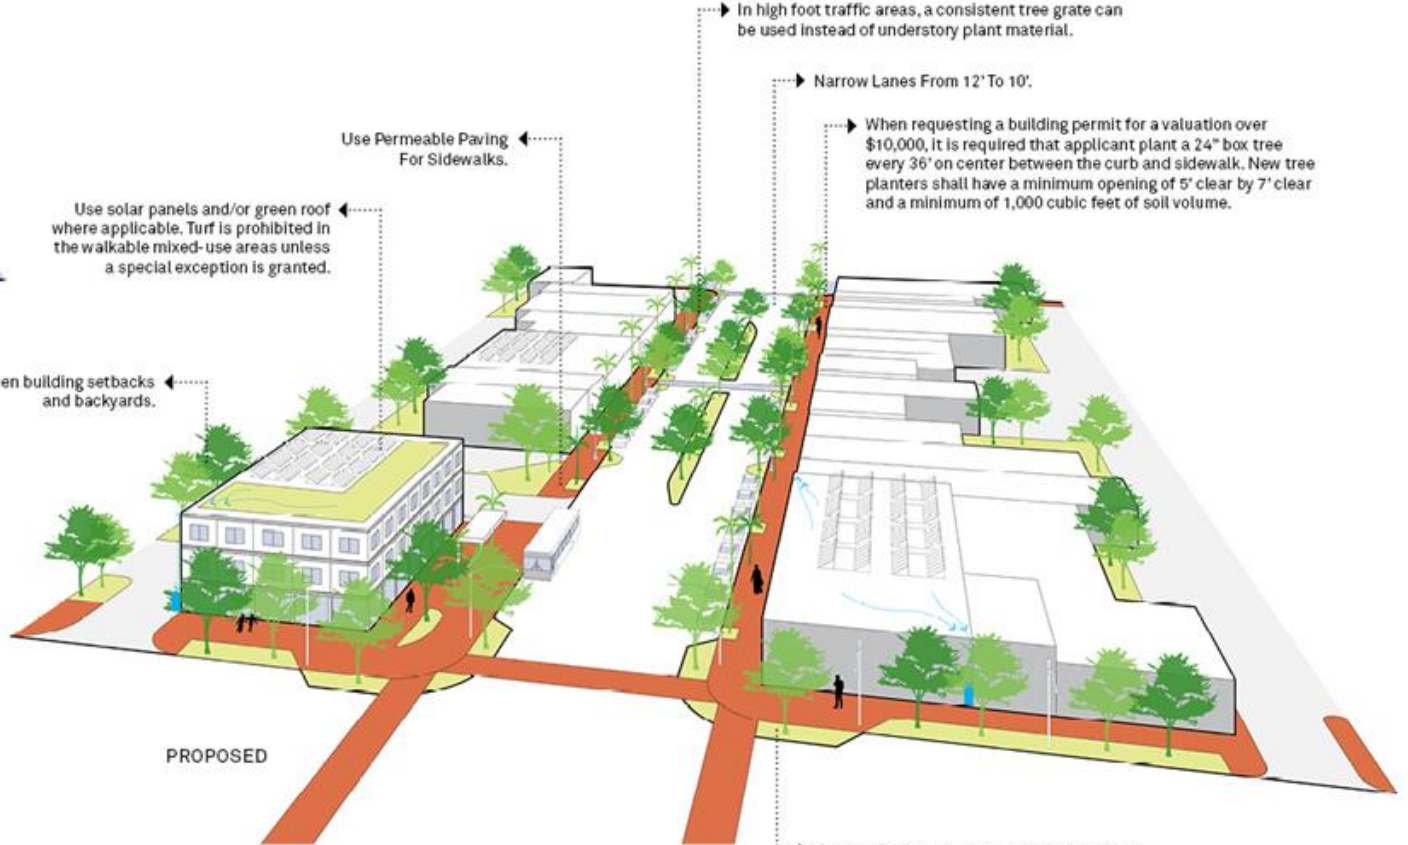 In high foot traffic areas, a consistent tree grate can
be used instead of understory plant material.
Narrow Lanes From 12' To 10'.
When requesting a building permit for a valuation over
$10,000, it is required that applicant plant a 24" box tree
every 36' on center between the curb and sidewalk. New tree
planters shall have a minimum opening of 5' clear by 7' clear
and a minimum of 1,000 cubic feet of soil volume.
Use Permeable Paving
For Sidewalks.
Use solar panels and/or green roof
where applicable. Turf is prohibited in
the walkable mixed-use areas unless
a special exception is granted.
en building setbacks
and backyards.
PROPOSED